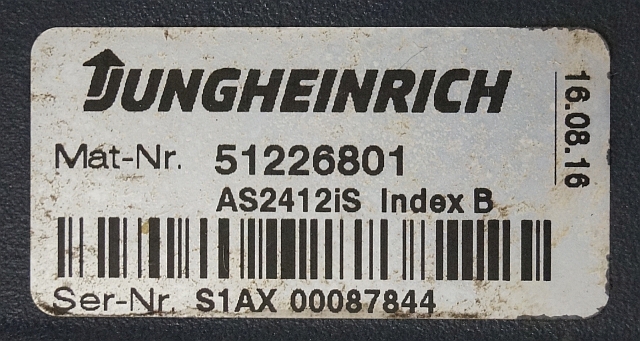 JUNGHEINRICH
Mat-Nr. 51226801
AS2412iS Index B
Ser-Nr. S1AX 00087844
16.08.16